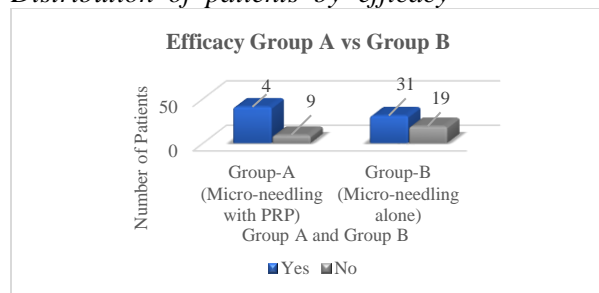 Distribution of patients by efficacy
Efficacy Group A vs Group B
4
9
31
19
50
0
Number of Patients
Group-A
(Micro-needling
with PRP)
Group-B
(Micro-needling
alone)
Group A and Group B
Yes No